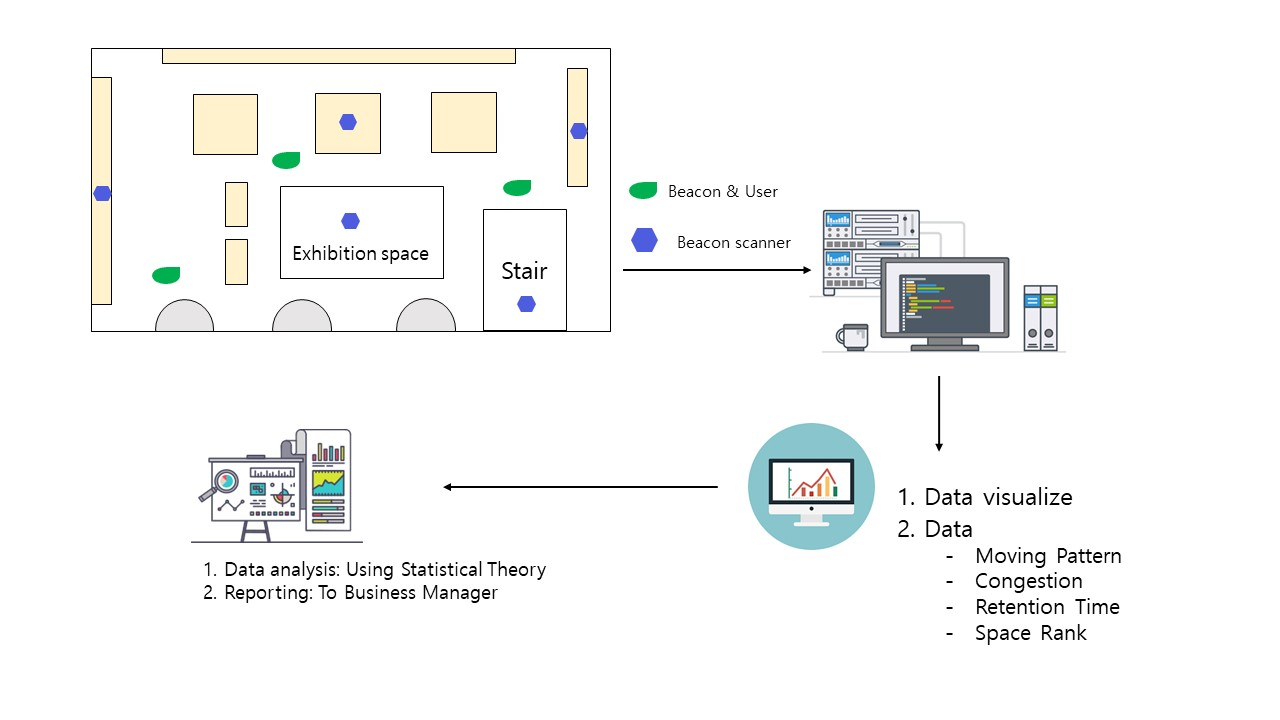 Exhibition space
Stair
Beacon & User
Beacon scanner
1. Data visualize
2. Data
- Moving Pattern
- Congestion
- Retention Time
- Space Rank
1. Data analysis: Using Statistical Theory
2. Reporting: To Business Manager